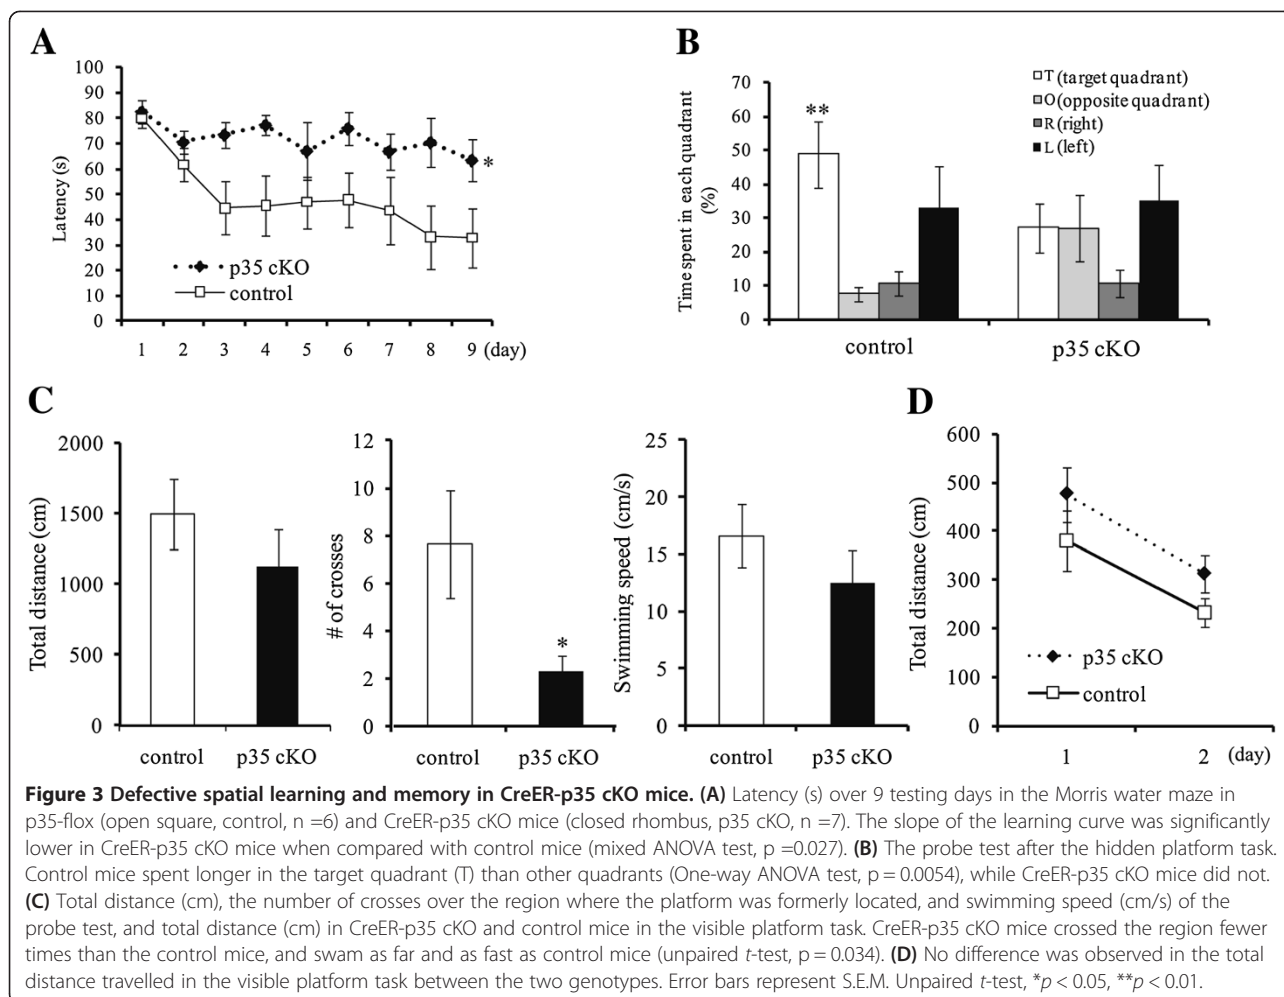 A
100
90
80
70
60
50
40
30
20
10
0
Latency (s)
*
p35 cKO
control
1 2 3 4 5 6 7 8 9 (day)
B
70
60
50
40
30
20
10
0
Time spent in each quadrant
(%)
**
T (target quadrant)
O (opposite quadrant)
R (right)
L (left)
control p35 cKO
C
2000
1500
1000
500
0
Total distance (cm)
control p35 cKO
12
10
8
6
4
2
0
# of crosses
*
control p35 cKO
25
20
15
10
5
0
Swimming speed (cm/s)
control p35 cKO
D
600
500
400
300
200
100
0
Total distance (cm)
p35 cKO
control
1 2 (day)
Figure 3 Defective spatial learning and memory in CreER-p35 cKO mice. (A) Latency (s) over 9 testing days in the Morris water maze in
p35-flox (open square, control, n =6) and CreER-p35 cKO mice (closed rhombus, p35 cKO, n =7). The slope of the learning curve was significantly
lower in CreER-p35 cKO mice when compared with control mice (mixed ANOVA test, p =0.027). (B) The probe test after the hidden platform task.
Control mice spent longer in the target quadrant (T) than other quadrants (One-way ANOVA test, p = 0.0054), while CreER-p35 cKO mice did not.
(C) Total distance (cm), the number of crosses over the region where the platform was formerly located, and swimming speed (cm/s) of the
probe test, and total distance (cm) in CreER-p35 cKO and control mice in the visible platform task. CreER-p35 cKO mice crossed the region fewer
times than the control mice, and swam as far and as fast as control mice (unpaired t-test, p = 0.034). (D) No difference was observed in the total
distance travelled in the visible platform task between the two genotypes. Error bars represent S.E.M. Unpaired t-test, *p < 0.05, **p < 0.01.